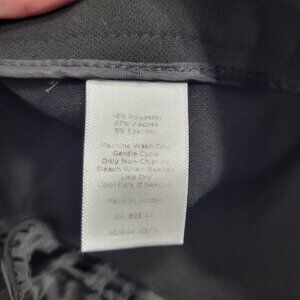 48% Polyester
47% Viscose
5% Spandex
Machine Wash Cold
Gentle Cycle
Only Non-Chlorine
Bleach When Needed
Line Dry
Cool Iron, If Needed
Made in Jordan